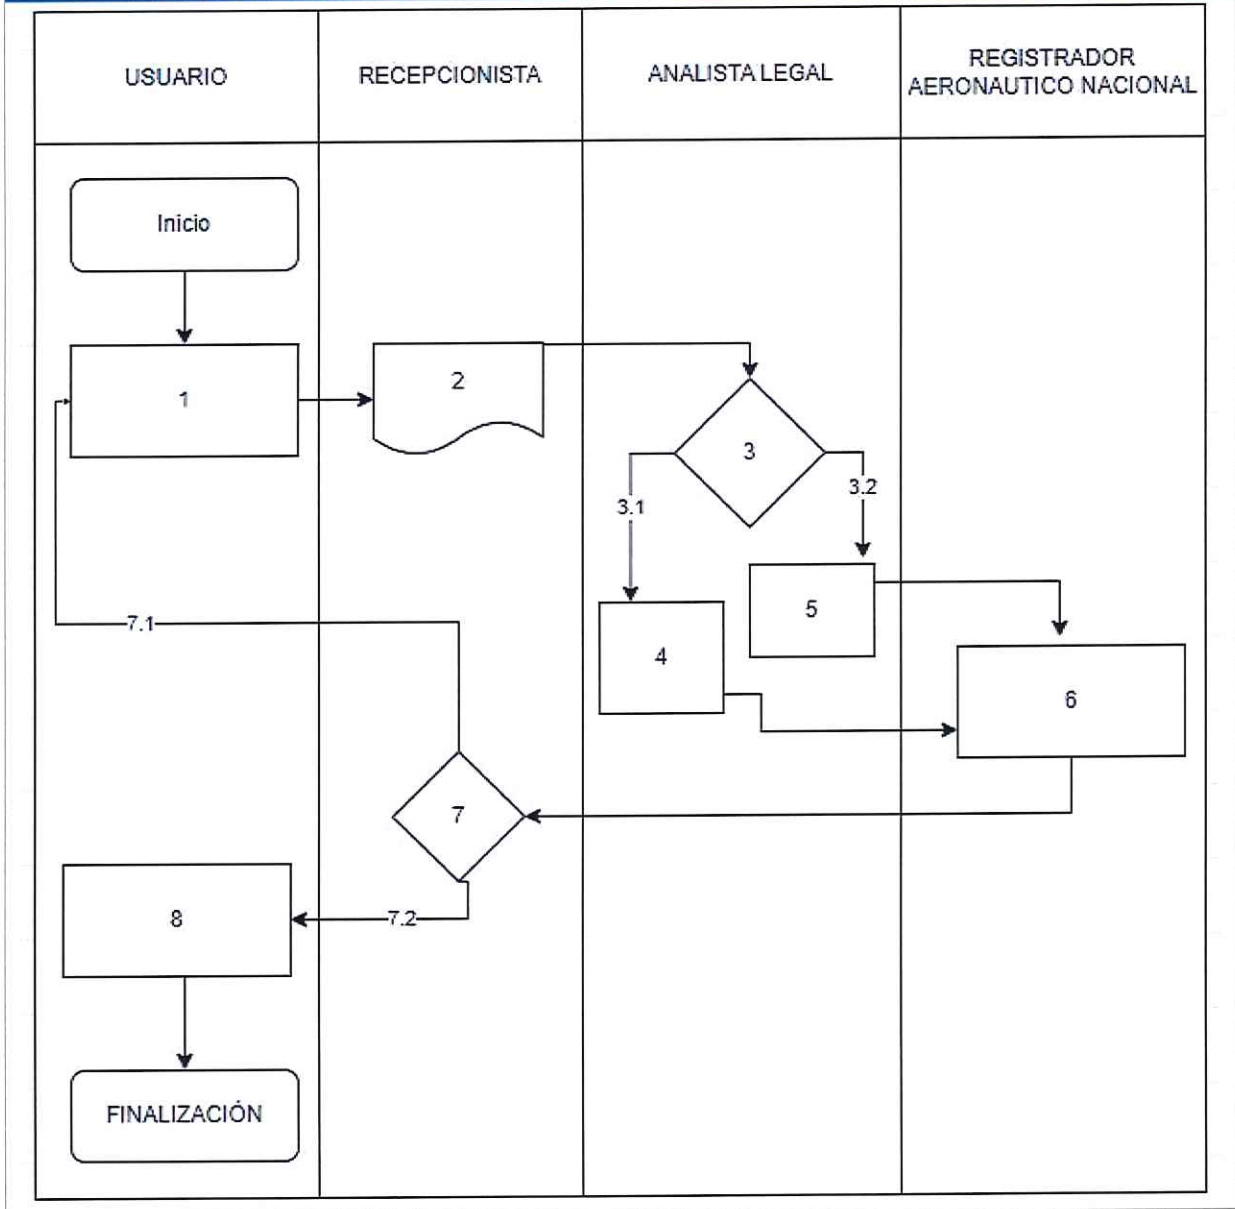 USUARIO
RECEPCIONISTA
ANALISTA LEGAL
REGISTRADOR
AERONAUTICO NACIONAL
Inicio
1
2
3
3.1
3.2
4
5
6
7
7.1
7.2
8
FINALIZACIÓN